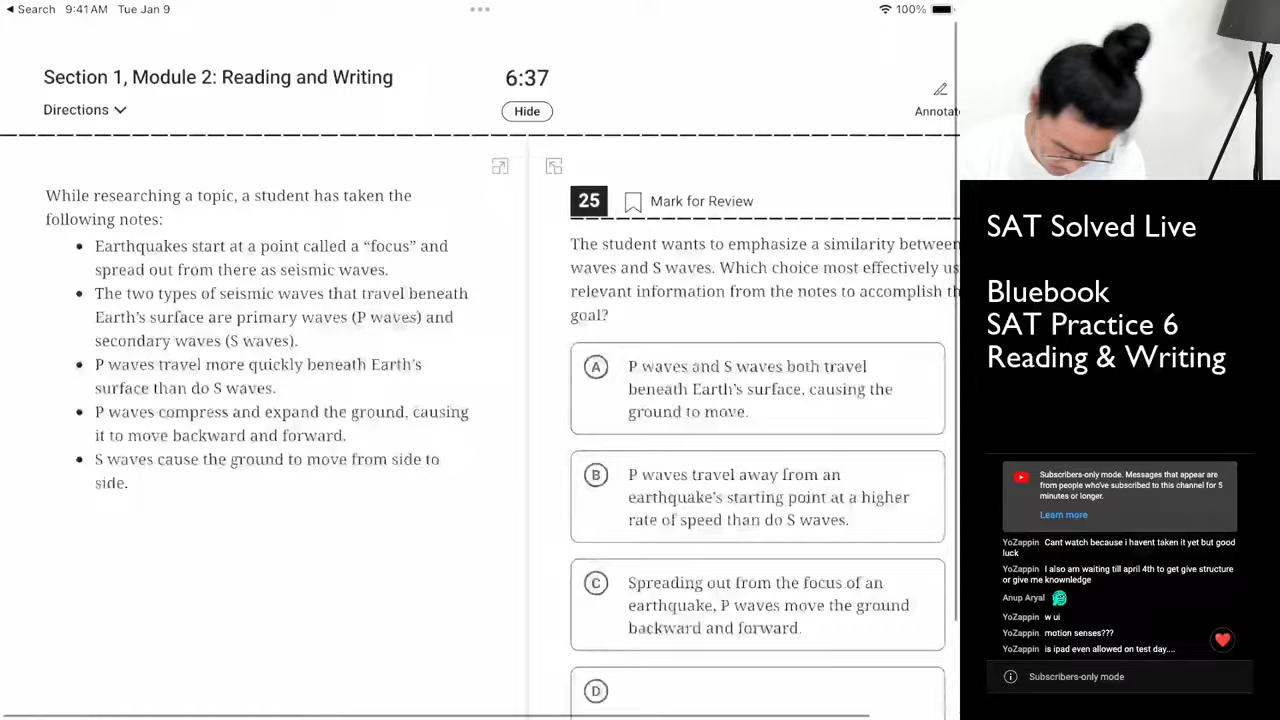 Search 9:41 AM Tue Jan 9
100%
Section 1, Module 2: Reading and Writing
6:37
Directions
Hide
Annotat
While researching a topic, a student has taken the
following notes:
• Earthquakes start at a point called a “focus” and
spread out from there as seismic waves.
• The two types of seismic waves that travel beneath
Earth’s surface are primary waves (P waves) and
secondary waves (S waves).
• P waves travel more quickly beneath Earth’s
surface than do S waves.
• P waves compress and expand the ground, causing
it to move backward and forward.
• S waves cause the ground to move from side to
side.
25 Mark for Review
The student wants to emphasize a similarity between
waves and S waves. Which choice most effectively us
relevant information from the notes to accomplish th
goal?
A P waves and S waves both travel
beneath Earth’s surface, causing the
ground to move.
B P waves travel away from an
earthquake’s starting point at a higher
rate of speed than do S waves.
C Spreading out from the focus of an
earthquake, P waves move the ground
backward and forward.
D
SAT Solved Live
Bluebook
SAT Practice 6
Reading & Writing
Subscribers-only mode. Messages that appear are
from people who've subscribed to this channel for 5
minutes or longer.
Learn more
YoZappin Cant watch because i havent taken it yet but good
luck
YoZappin I also am waiting till april 4th to get give structure
or give me knownledge
Anup Aryal
YoZappin w ui
YoZappin motion senses???
YoZappin is ipad even allowed on test day....
Subscribers-only mode